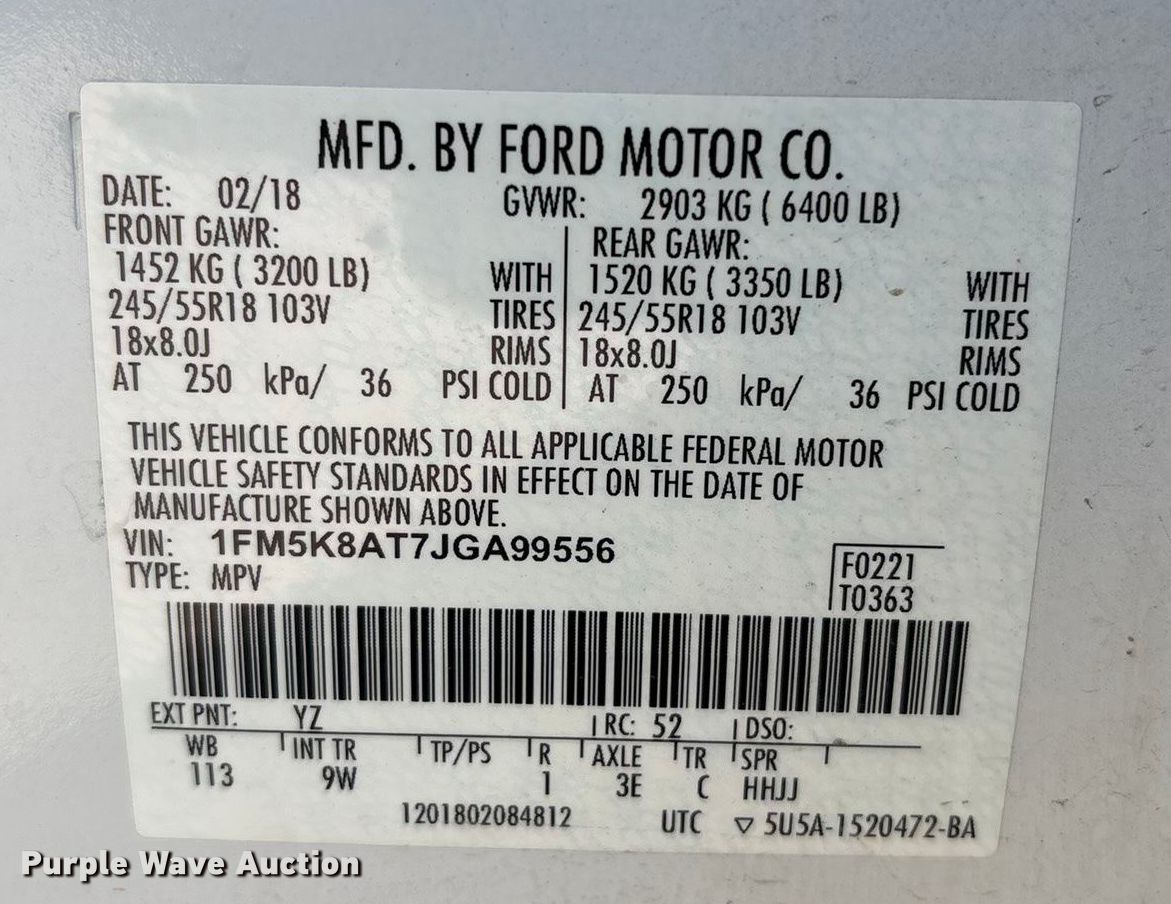 MFD. BY FORD MOTOR CO.
DATE: 02/18 GVWR: 2903 KG ( 6400 LB)
FRONT GAWR: REAR GAWR:
1452 KG ( 3200 LB) WITH 1520 KG ( 3350 LB) WITH
245/55R18 103V TIRES 245/55R18 103V TIRES
18x8.0J RIMS 18x8.0J RIMS
AT 250 kPa/ 36 PSI COLD AT 250 kPa/ 36 PSI COLD
THIS VEHICLE CONFORMS TO ALL APPLICABLE FEDERAL MOTOR
VEHICLE SAFETY STANDARDS IN EFFECT ON THE DATE OF
MANUFACTURE SHOWN ABOVE.
VIN: 1FM5K8AT7JGA99556
F0221
TYPE: MPV
T0363
EXT PNT: YZ RC: 52 DSO:
WB INT TR TP/PS R AXLE TR SPR
113 9W 1 3E C HHJJ
1201802084812 UTC ▽ 5U5A-1520472-BA
Purple Wave Auction